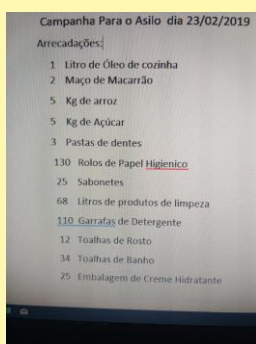 Campanha Para o Asilo dia 23/02/2019
Arrecadações:
1 Litro de Óleo de cozinha
2 Maço de Macarrão
5 Kg de arroz
5 Kg de Açúcar
3 Pastas de dentes
130 Rolos de Papel Higienico
25 Sabonetes
68 Litros de produtos de limpeza
110 Garrafas de Detergente
12 Toalhas de Rosto
34 Toalhas de Banho
25 Embalagem de Creme Hidratante